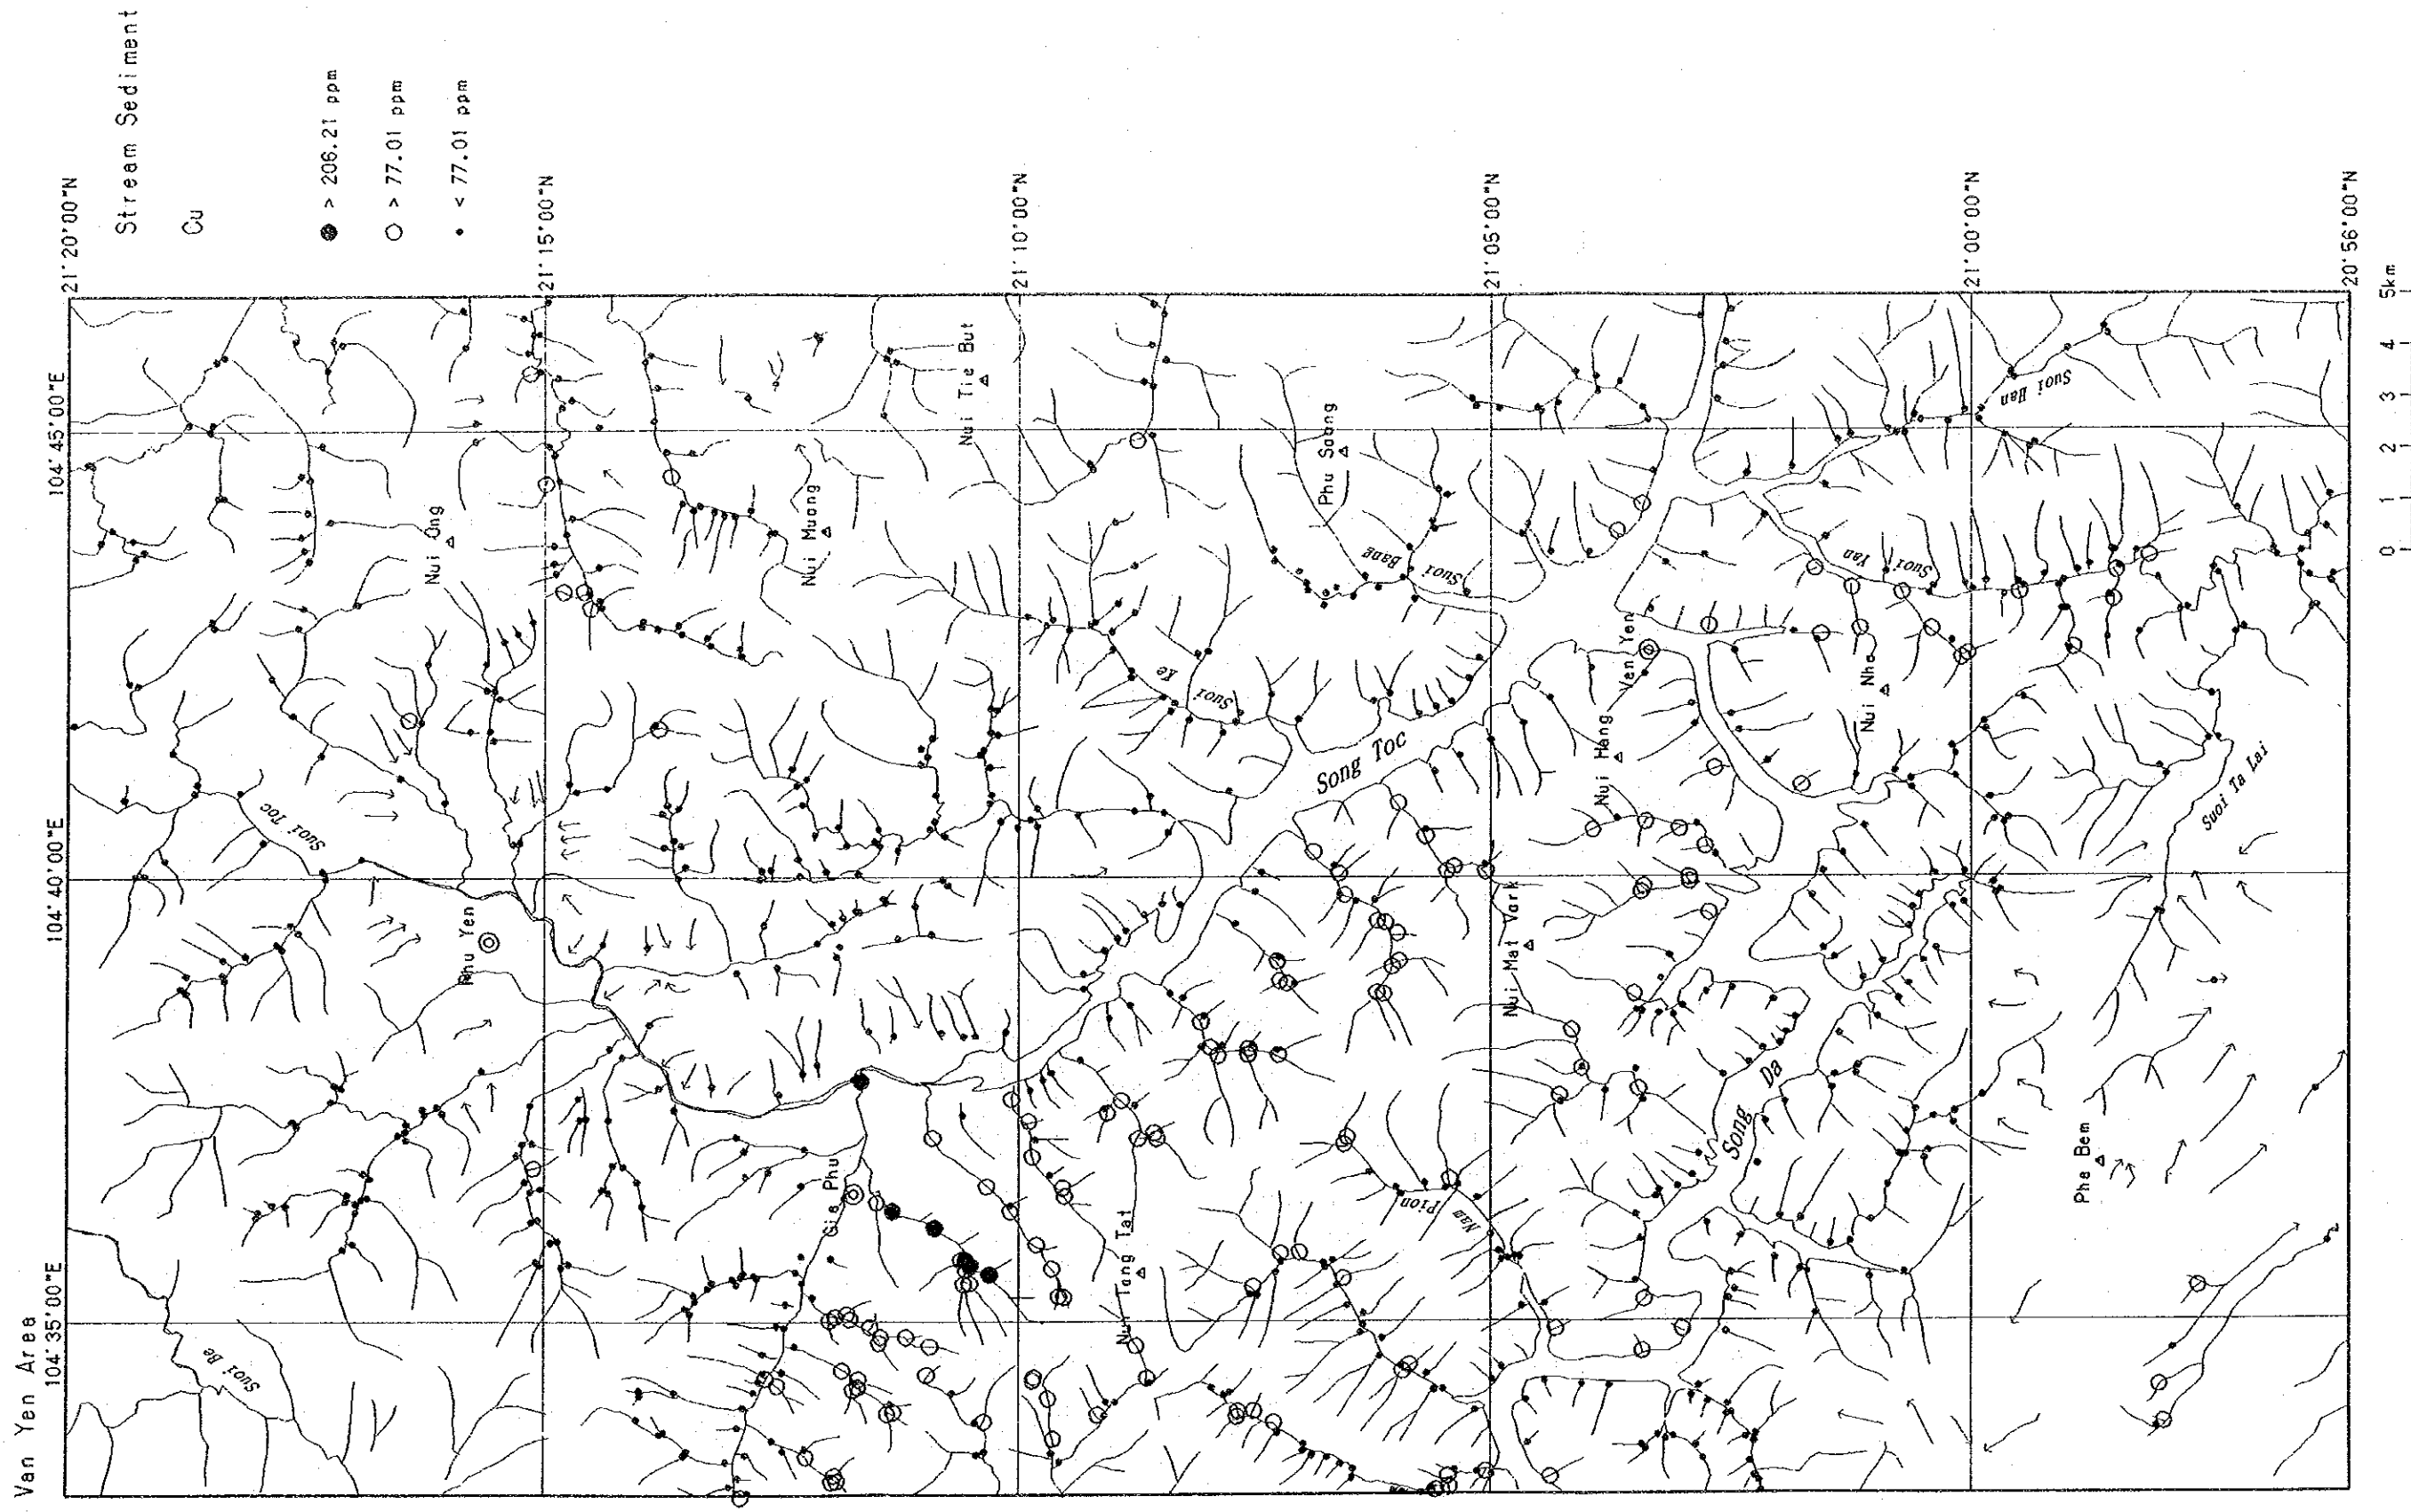 Van Yen Area
Stream Sediment
Cu
● > 206.21 ppm
○ > 77.01 ppm
• < 77.01 ppm
104°35'00"E
104°40'00"E
104°45'00"E
21°20'00"N
21°15'00"N
21°10'00"N
21°05'00"N
21°00'00"N
20°56'00"N
Suoi Be
Suoi Toc
Phu Yen
Nui Ong
Gia Phu
Nui Muong
Nui Tie But
Nui Tang Tat
Suoi Ke
Song Toc
Phu Saang
Suoi Bang
Nam Pion
Nui Mat Vark
Nui Hang
Van Yen
Song Da
Nui Nho
Suoi Tan
Suoi Han
Pha Bem
Suoi Ta Lai
0 1 2 3 4 5km